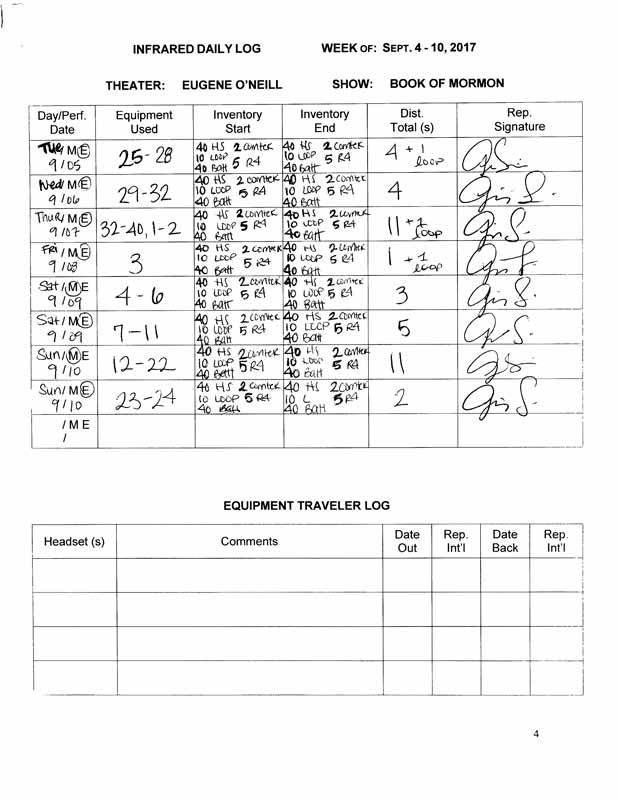 INFRARED DAILY LOG WEEK OF: SEPT. 4 - 10, 2017
THEATER: EUGENE O'NEILL SHOW: BOOK OF MORMON
Day/Perf. Equipment Inventory Inventory Dist. Rep.
Date Used Start End Total (s) Signature
Tue/ M E 25-28 40 HS 2 comtek 40 HS 2 comtek 4 + 1
9/05 10 LOOP 5 R4 10 LOOP 5 R4 loop
40 Batt 40 Batt
Wed/ M E 29-32 40 HS 2 comtek 40 HS 2 comtek 4
9/06 10 LOOP 5 R4 10 LOOP 5 R4
40 Batt 40 Batt
Thur/ M E 32-40, 1-2 40 HS 2 comtek 40 HS 2 comtek 11 + 1
9/07 10 LOOP 5 R4 10 LOOP 5 R4 loop
40 Batt 40 Batt
Fri/ M E 3 40 HS 2 comtek 40 HS 2 comtek 1 + 1
9/08 10 LOOP 5 R4 10 LOOP 5 R4 loop
40 Batt 40 Batt
Sat/ M E 4-6 40 HS 2 comtek 40 HS 2 comtek 3
9/09 10 LOOP 5 R4 10 LOOP 5 R4
40 Batt 40 Batt
Sat/ M E 7-11 40 HS 2 comtek 40 HS 2 comtek 5
9/09 10 LOOP 5 R4 10 LOOP 5 R4
40 Batt 40 Batt
Sun/ M E 12-22 40 HS 2 comtek 40 HS 2 comtek 11
9/10 10 LOOP 5 R4 10 LOOP 5 R4
40 Batt 40 Batt
Sun/ M E 23-24 40 HS 2 comtek 40 HS 2 comtek 2
9/10 10 LOOP 5 R4 10 L 5 R4
40 Batt 40 Batt
/ M E
/
EQUIPMENT TRAVELER LOG
Headset (s) Comments Date Rep. Date Rep.
Out Int'l Back Int'l
4